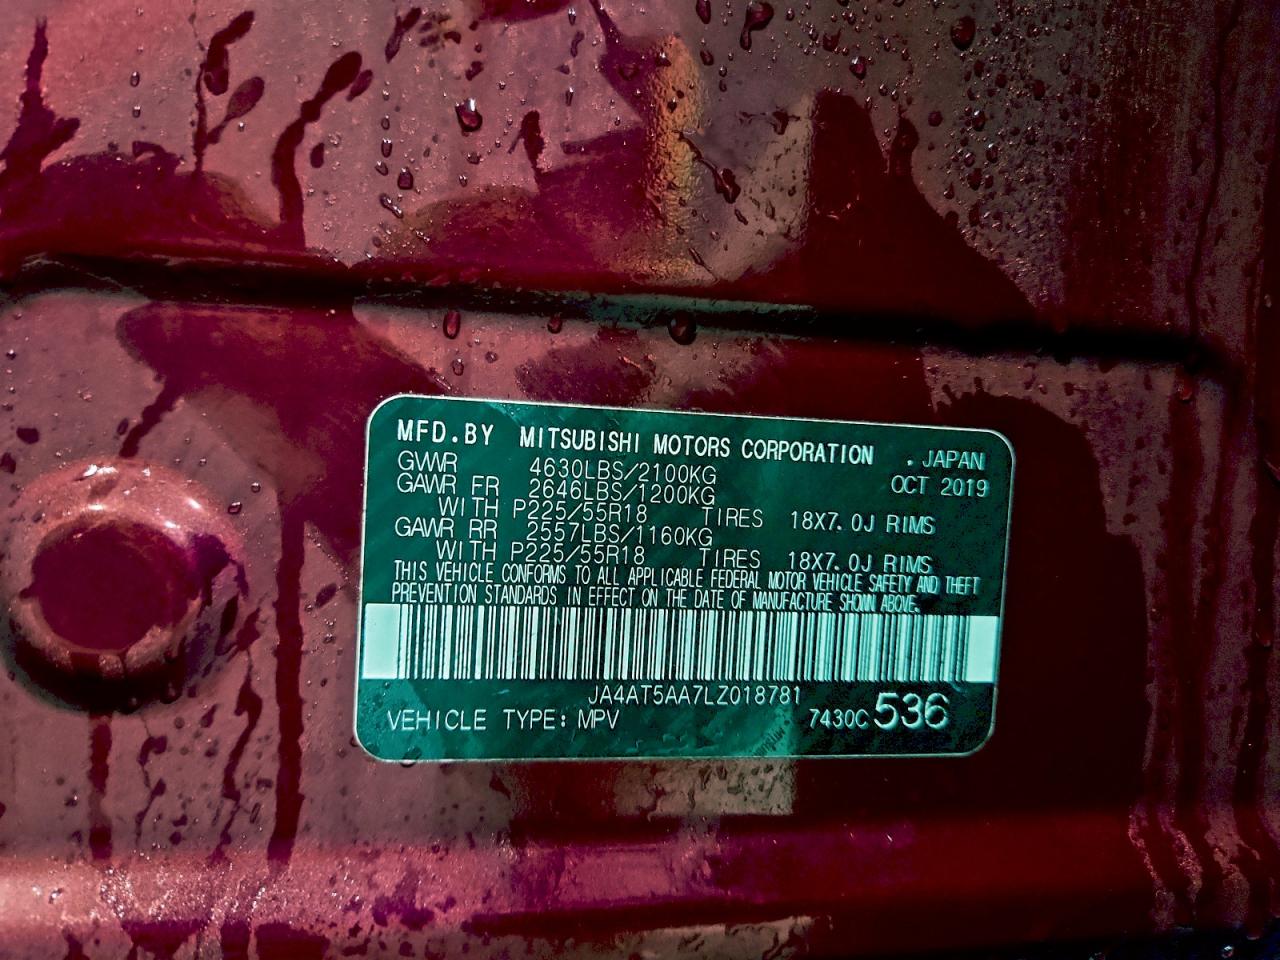 MFD.BY MITSUBISHI MOTORS CORPORATION . JAPAN
GVWR 4630LBS/2100KG OCT 2019
GAWR FR 2646LBS/1200KG
WITH P225/55R18 TIRES 18X7.0J RIMS
GAWR RR 2557LBS/1160KG
WITH P225/55R18 TIRES 18X7.0J RIMS
THIS VEHICLE CONFORMS TO ALL APPLICABLE FEDERAL MOTOR VEHICLE SAFETY AND THEFT
PREVENTION STANDARDS IN EFFECT ON THE DATE OF MANUFACTURE SHOWN ABOVE.
JA4AT5AA7LZ018781
VEHICLE TYPE: MPV 7430C 536